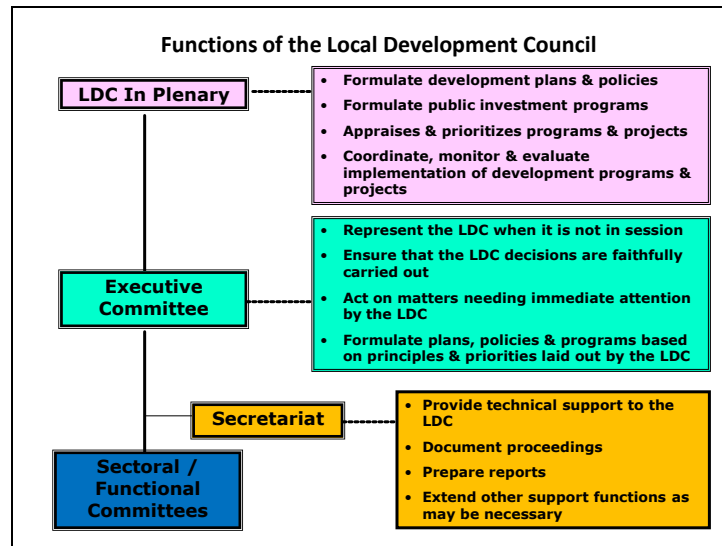 Functions of the Local Development Council
LDC In Plenary
• Formulate development plans & policies
• Formulate public investment programs
• Appraises & prioritizes programs & projects
• Coordinate, monitor & evaluate
implementation of development programs &
projects
Executive
Committee
• Represent the LDC when it is not in session
• Ensure that the LDC decisions are faithfully
carried out
• Act on matters needing immediate attention
by the LDC
• Formulate plans, policies & programs based
on principles & priorities laid out by the LDC
Secretariat
• Provide technical support to the
LDC
• Document proceedings
• Prepare reports
• Extend other support functions as
may be necessary
Sectoral /
Functional
Committees